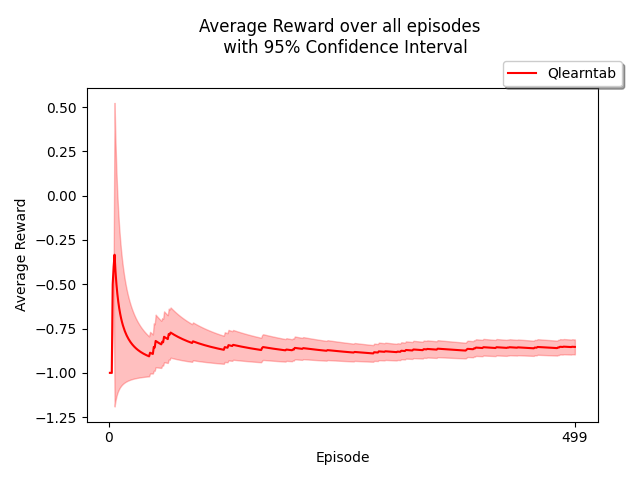 Average Reward over all episodes
with 95% Confidence Interval
Qlearntab
0.50
0.25
0.00
−0.25
−0.50
−0.75
−1.00
−1.25
Average Reward
0
499
Episode